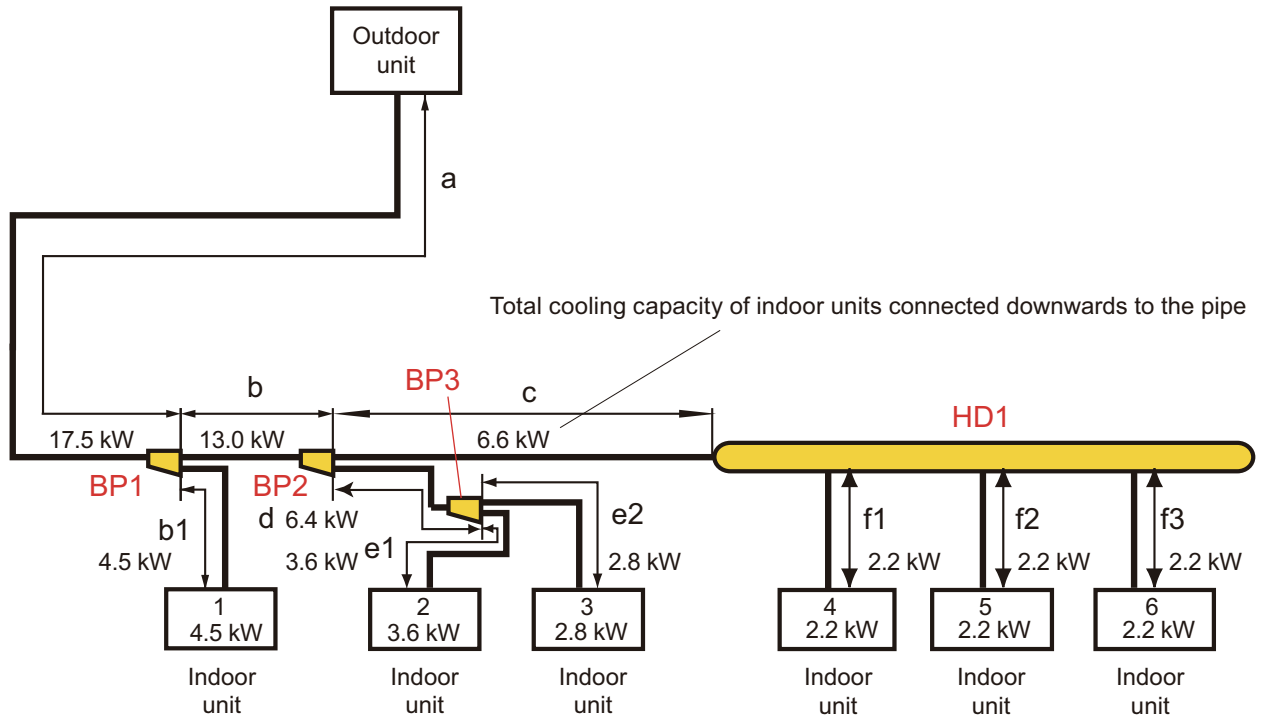 Outdoor
unit
a
Total cooling capacity of indoor units connected downwards to the pipe
BP3
b
c
HD1
17.5 kW
13.0 kW
6.6 kW
BP1
BP2
b1
d
6.4 kW
e1
e2
f1
f2
f3
4.5 kW
3.6 kW
2.8 kW
2.2 kW
2.2 kW
2.2 kW
1
4.5 kW
2
3.6 kW
3
2.8 kW
4
2.2 kW
5
2.2 kW
6
2.2 kW
Indoor
unit
Indoor
unit
Indoor
unit
Indoor
unit
Indoor
unit
Indoor
unit